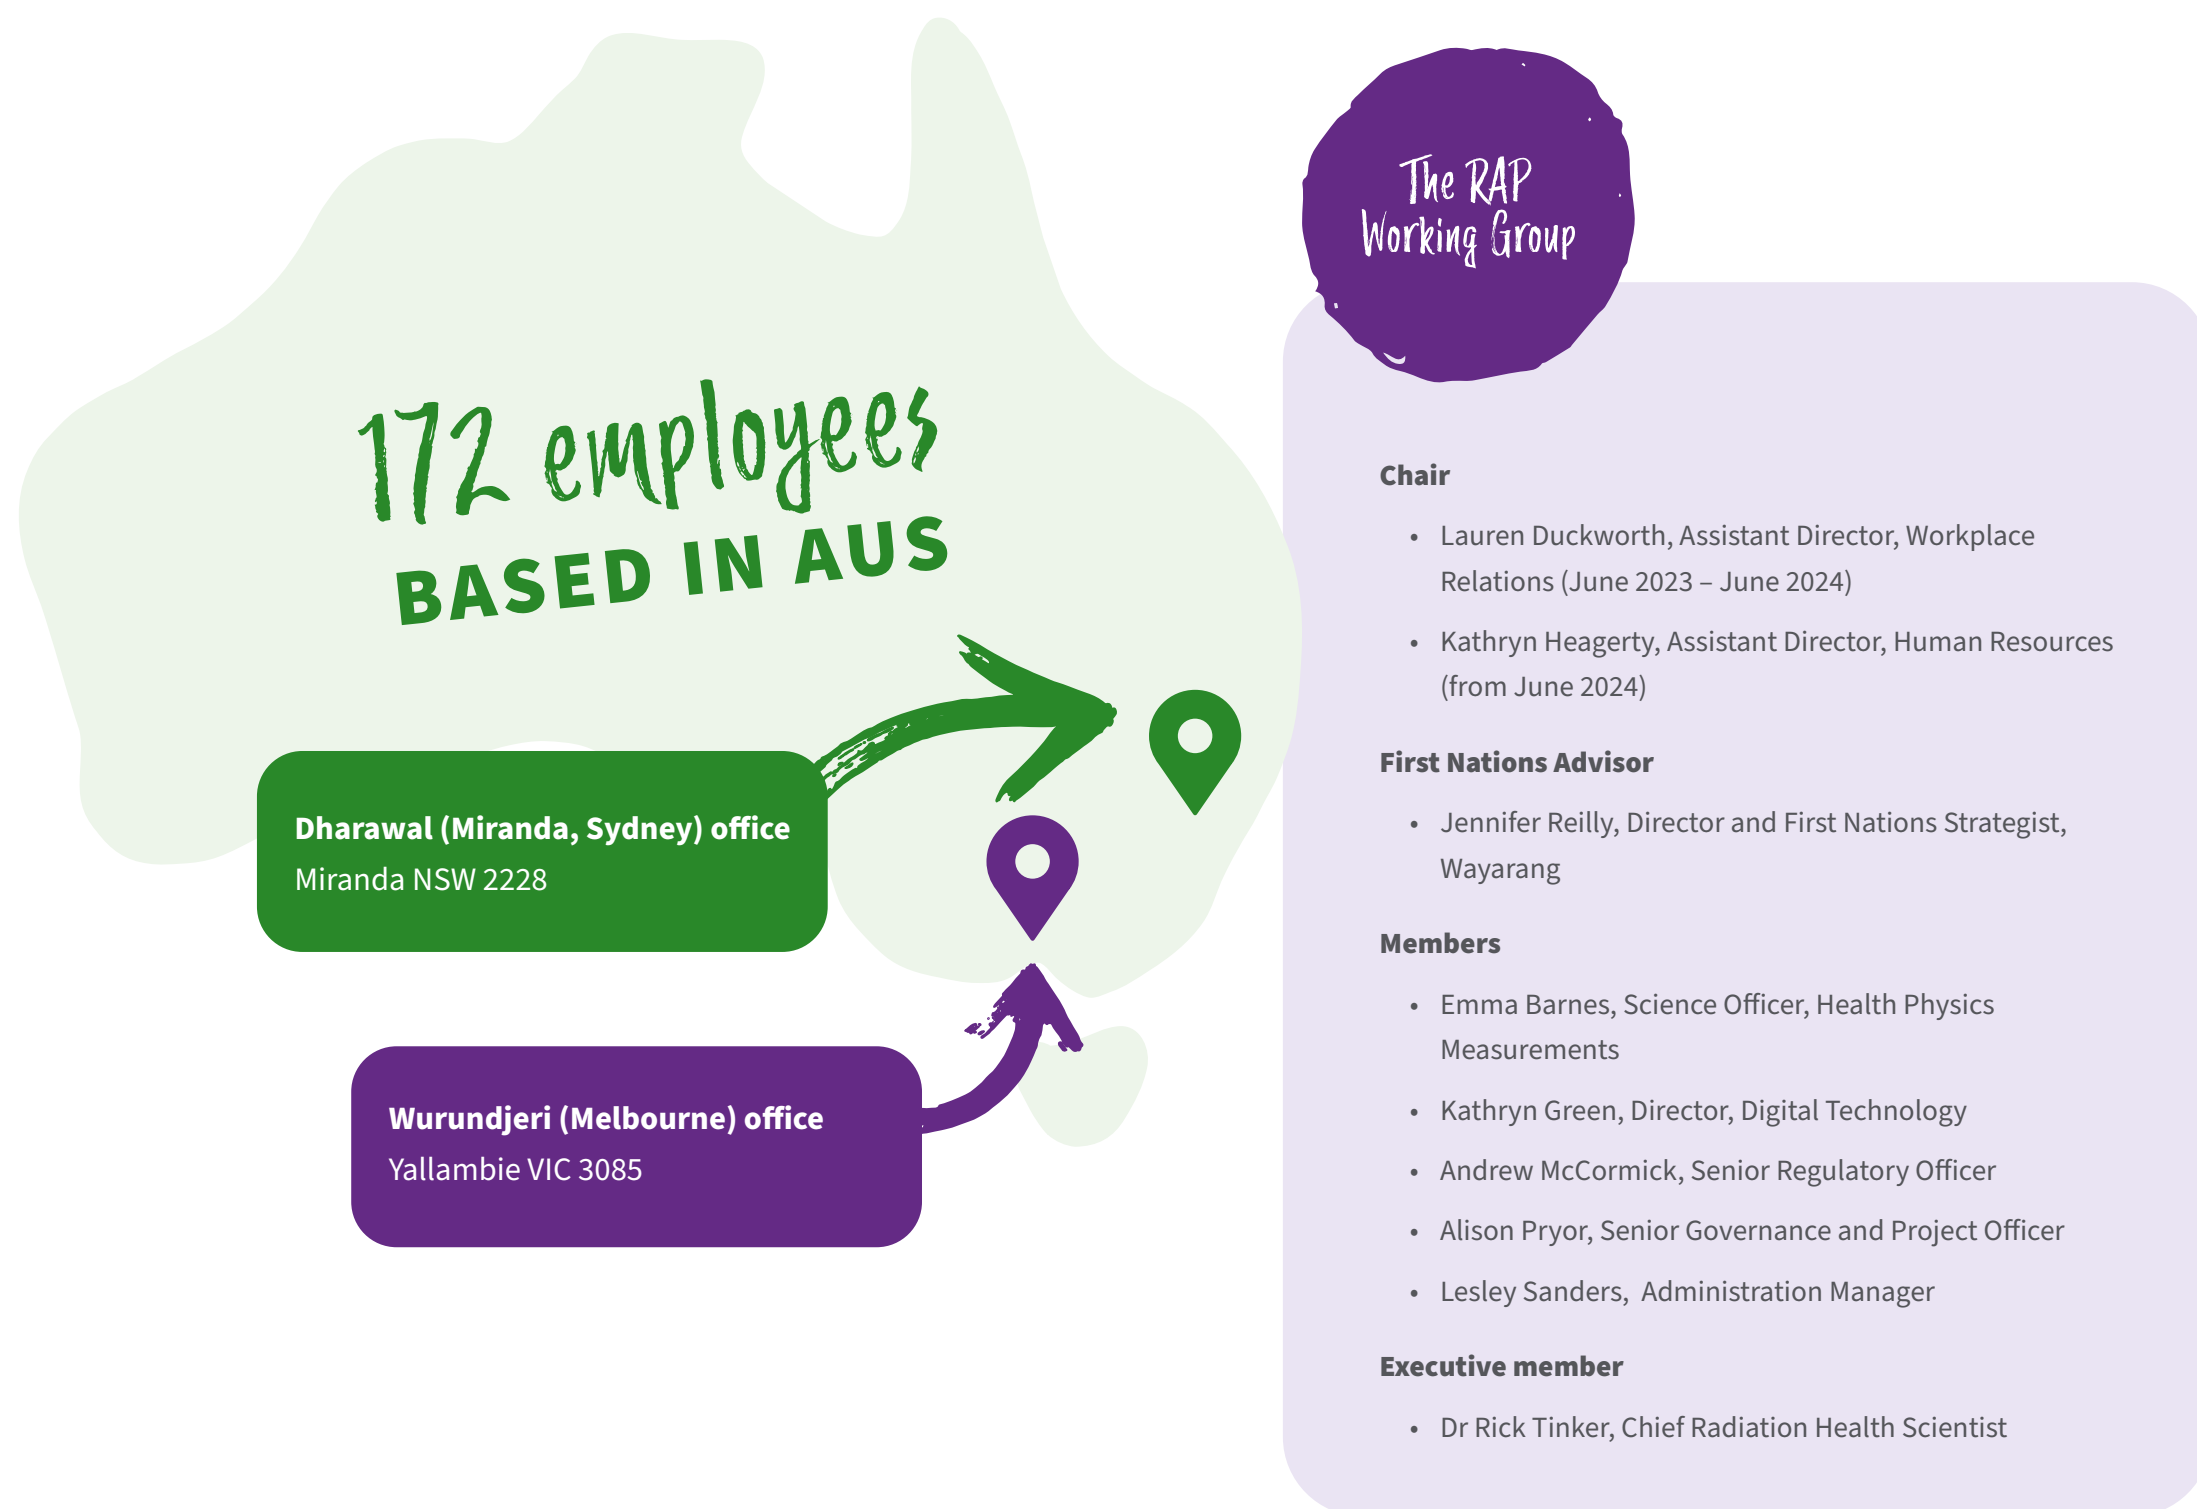 172 employees
BASED IN AUS
Dharawal (Miranda, Sydney) office
Miranda NSW 2228
Wurundjeri (Melbourne) office
Yallambie VIC 3085
The RAP
Working Group
Chair
• Lauren Duckworth, Assistant Director, Workplace
Relations (June 2023 – June 2024)
• Kathryn Heagerty, Assistant Director, Human Resources
(from June 2024)
First Nations Advisor
• Jennifer Reilly, Director and First Nations Strategist,
Wayarang
Members
• Emma Barnes, Science Officer, Health Physics
Measurements
• Kathryn Green, Director, Digital Technology
• Andrew McCormick, Senior Regulatory Officer
• Alison Pryor, Senior Governance and Project Officer
• Lesley Sanders,  Administration Manager
Executive member
• Dr Rick Tinker, Chief Radiation Health Scientist